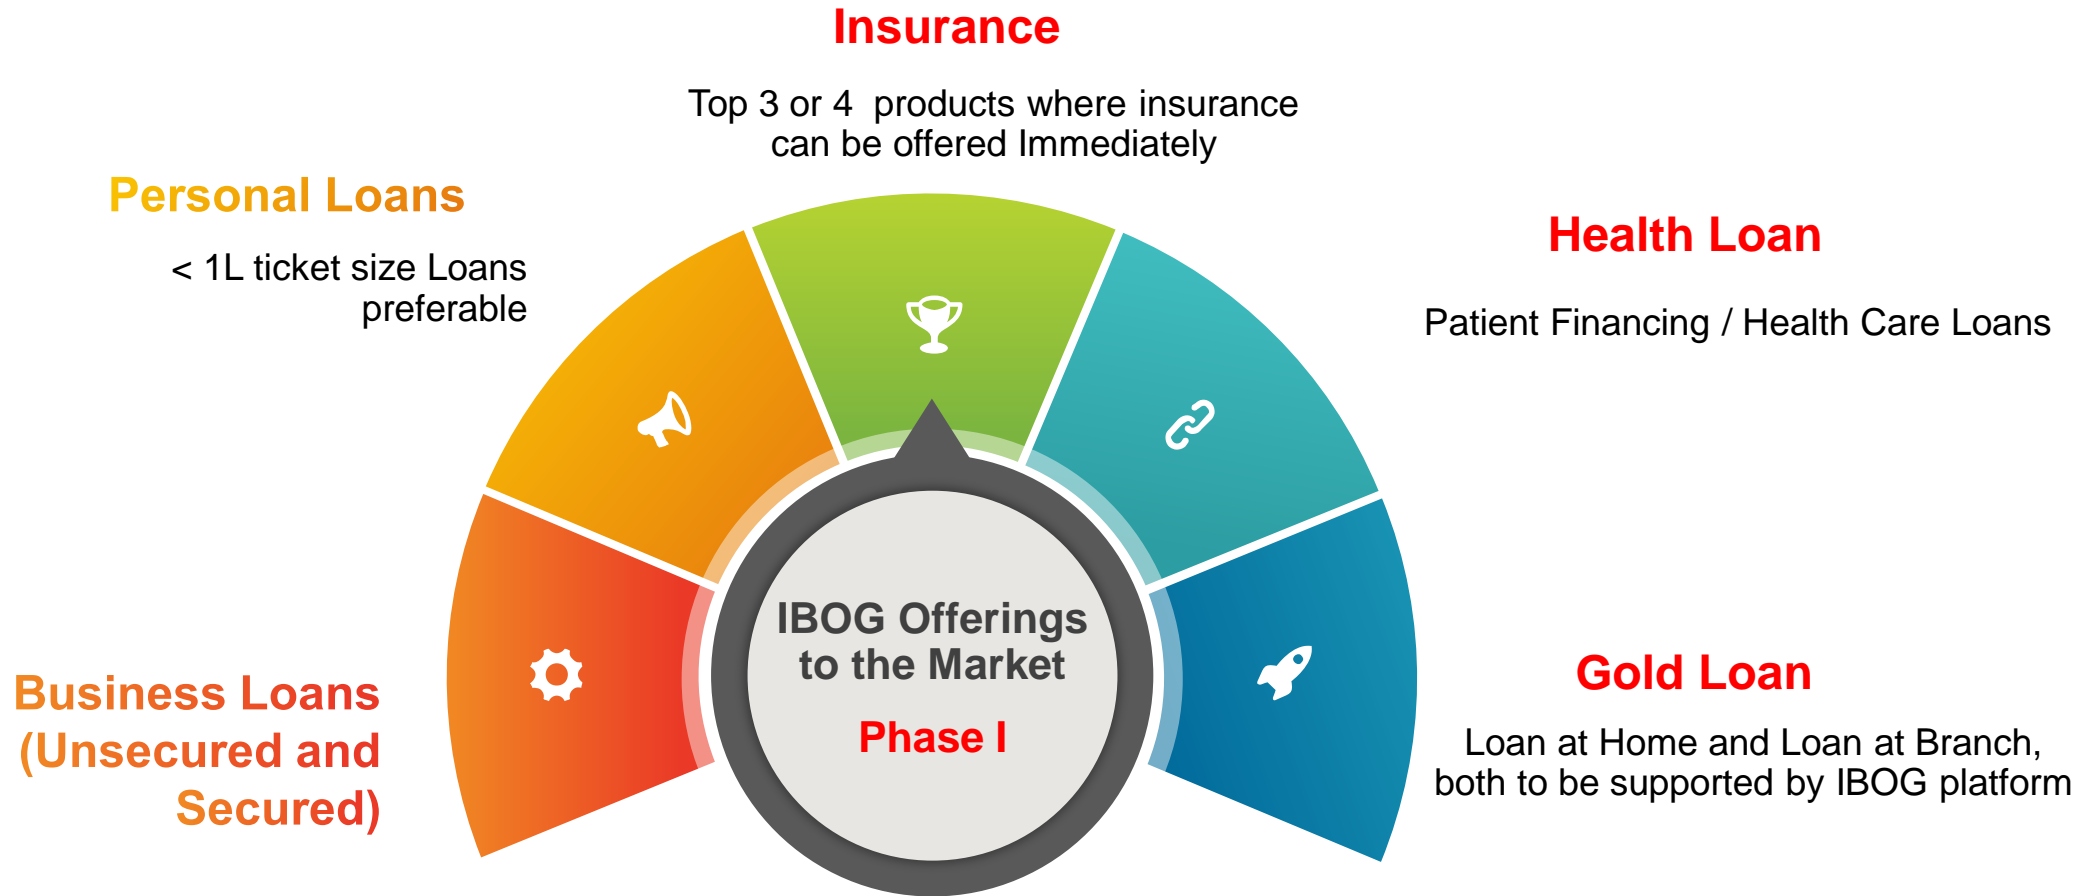 Insurance
Top 3 or 4 products where insurance
can be offered Immediately
Personal Loans
< 1L ticket size Loans
preferable
Health Loan
Patient Financing / Health Care Loans
Business Loans
(Unsecured and
Secured)
IBOG Offerings
to the Market
Phase I
Gold Loan
Loan at Home and Loan at Branch,
both to be supported by IBOG platform